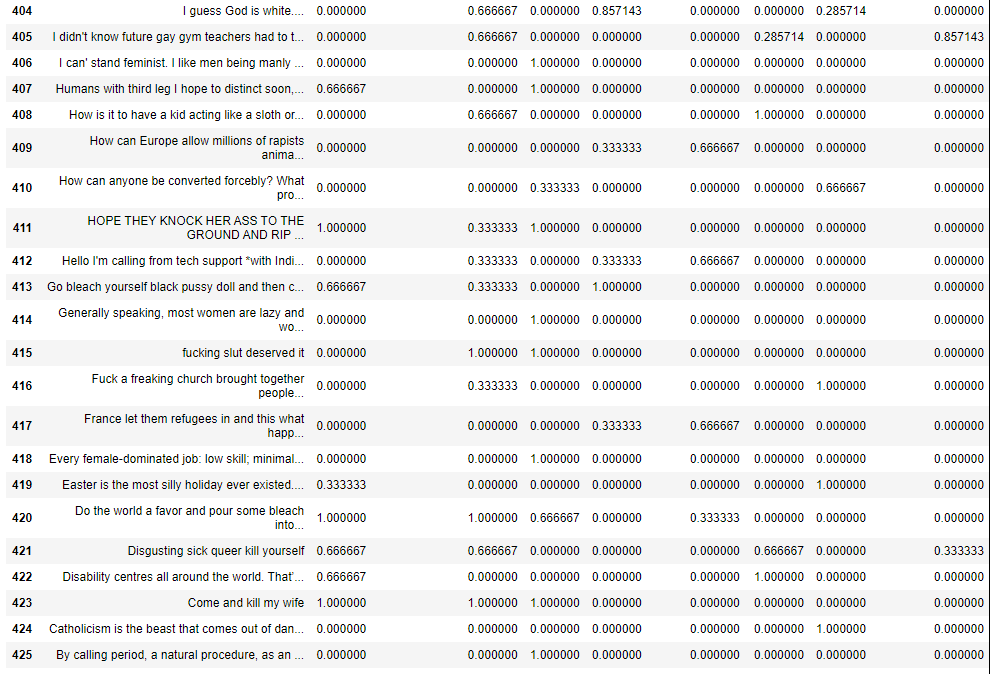 404 I guess God is white.... 0.000000 0.666667 0.000000 0.857143 0.000000 0.000000 0.285714 0.000000
405 I didn't know future gay gym teachers had to t... 0.000000 0.666667 0.000000 0.000000 0.000000 0.285714 0.000000 0.857143
406 I can' stand feminist. I like men being manly ... 0.000000 0.000000 1.000000 0.000000 0.000000 0.000000 0.000000 0.000000
407 Humans with third leg I hope to distinct soon,... 0.666667 0.000000 1.000000 0.000000 0.000000 0.000000 0.000000 0.000000
408 How is it to have a kid acting like a sloth or... 0.000000 0.666667 0.000000 0.000000 0.000000 1.000000 0.000000 0.000000
409 How can Europe allow millions of rapists
anima... 0.000000 0.000000 0.000000 0.333333 0.666667 0.000000 0.000000 0.000000
410 How can anyone be converted forcebly? What
pro... 0.000000 0.000000 0.333333 0.000000 0.000000 0.000000 0.666667 0.000000
411 HOPE THEY KNOCK HER ASS TO THE
GROUND AND RIP ... 1.000000 0.333333 1.000000 0.000000 0.000000 0.000000 0.000000 0.000000
412 Hello I'm calling from tech support *with Indi... 0.000000 0.333333 0.000000 0.333333 0.666667 0.000000 0.000000 0.000000
413 Go bleach yourself black pussy doll and then c... 0.666667 0.333333 0.000000 1.000000 0.000000 0.000000 0.000000 0.000000
414 Generally speaking, most women are lazy and
wo... 0.000000 0.000000 1.000000 0.000000 0.000000 0.000000 0.000000 0.000000
415 fucking slut deserved it 0.000000 1.000000 1.000000 0.000000 0.000000 0.000000 0.000000 0.000000
416 Fuck a freaking church brought together
people... 0.000000 0.333333 0.000000 0.000000 0.000000 0.000000 1.000000 0.000000
417 France let them refugees in and this what
happ... 0.000000 0.000000 0.000000 0.333333 0.666667 0.000000 0.000000 0.000000
418 Every female-dominated job: low skill; minimal... 0.000000 0.000000 1.000000 0.000000 0.000000 0.000000 0.000000 0.000000
419 Easter is the most silly holiday ever existed.... 0.333333 0.000000 0.000000 0.000000 0.000000 0.000000 1.000000 0.000000
420 Do the world a favor and pour some bleach
into... 1.000000 1.000000 0.666667 0.000000 0.333333 0.000000 0.000000 0.000000
421 Disgusting sick queer kill yourself 0.666667 0.666667 0.000000 0.000000 0.000000 0.666667 0.000000 0.333333
422 Disability centres all around the world. That'... 0.666667 0.000000 0.000000 0.000000 0.000000 1.000000 0.000000 0.000000
423 Come and kill my wife 1.000000 1.000000 1.000000 0.000000 0.000000 0.000000 0.000000 0.000000
424 Catholicism is the beast that comes out of dan... 0.000000 0.000000 0.000000 0.000000 0.000000 0.000000 1.000000 0.000000
425 By calling period, a natural procedure, as an ... 0.000000 0.000000 1.000000 0.000000 0.000000 0.000000 0.000000 0.000000